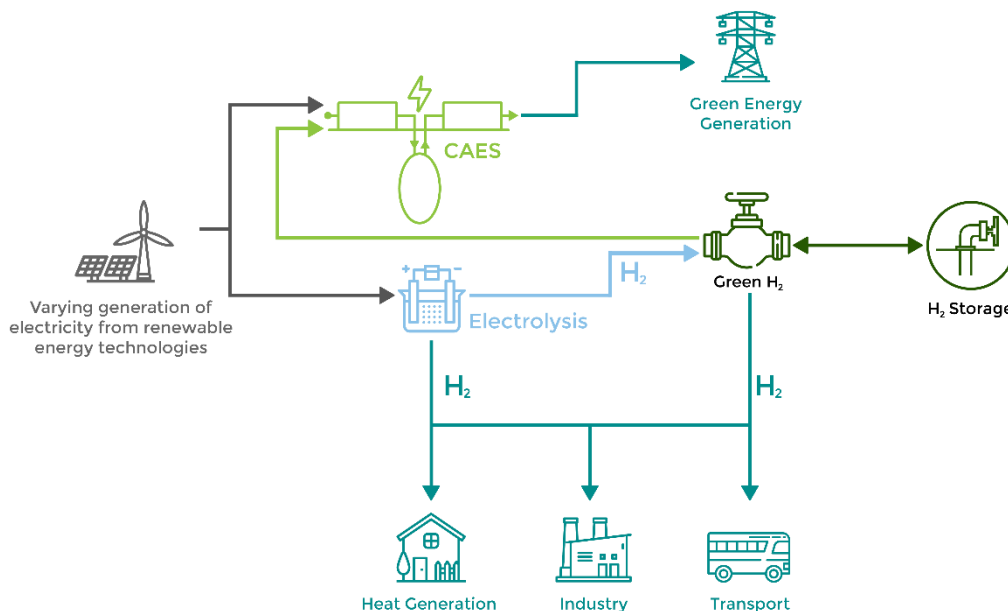 Green Energy
Generation
CAES
H₂
Green H₂
H₂ Storage
+ −
Electrolysis
Varying generation of
electricity from renewable
energy technologies
H₂
H₂
Heat Generation
Industry
Transport